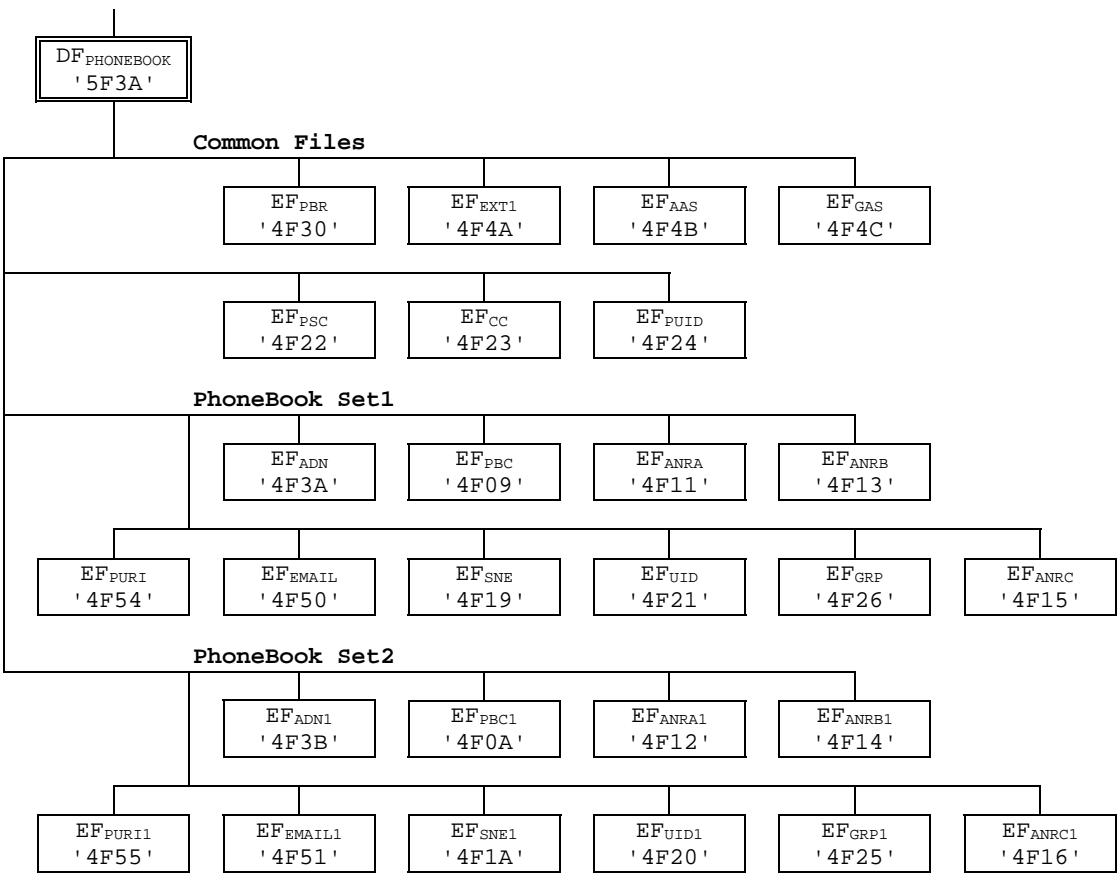 DFPHONEBOOK
'5F3A'
Common Files
EFPBR EFEXT1 EFAAS EFGAS
'4F30' '4F4A' '4F4B' '4F4C'
EFPSC EFCC EFPUID
'4F22' '4F23' '4F24'
PhoneBook Set1
EFADN EFPBC EFANRA EFANRB
'4F3A' '4F09' '4F11' '4F13'
EFPURI EFEMAIL EFSNE EFUID EFGRP EFANRC
'4F54' '4F50' '4F19' '4F21' '4F26' '4F15'
PhoneBook Set2
EFADN1 EFPBC1 EFANRA1 EFANRB1
'4F3B' '4F0A' '4F12' '4F14'
EFPURI1 EFEMAIL1 EFSNE1 EFUID1 EFGRP1 EFANRC1
'4F55' '4F51' '4F1A' '4F20' '4F25' '4F16'